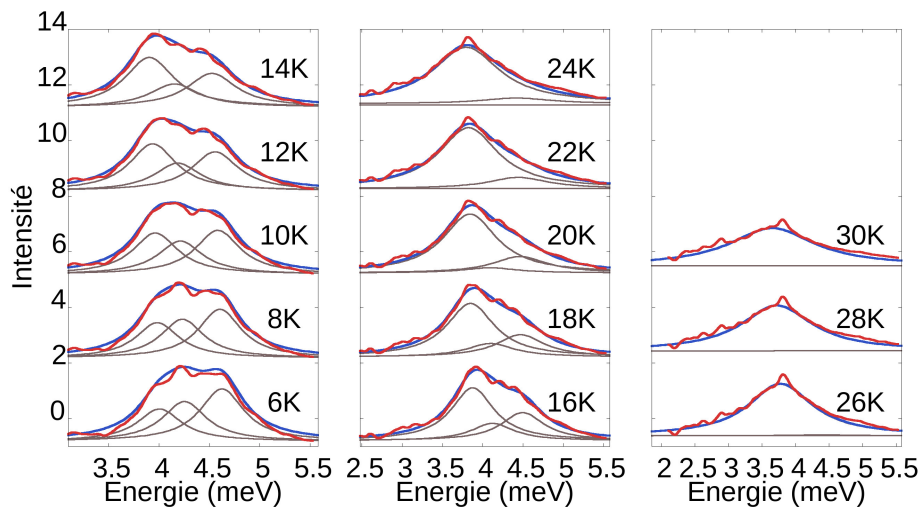 14
12
10
8
6
4
2
0
Intensité
14K
12K
10K
8K
6K
24K
22K
20K
18K
16K
30K
28K
26K
3.5 4 4.5 5 5.5
2.5 3 3.5 4 4.5 5 5.5
2 2.5 3 3.5 4 4.5 5 5.5
Energie (meV) Energie (meV) Energie (meV)